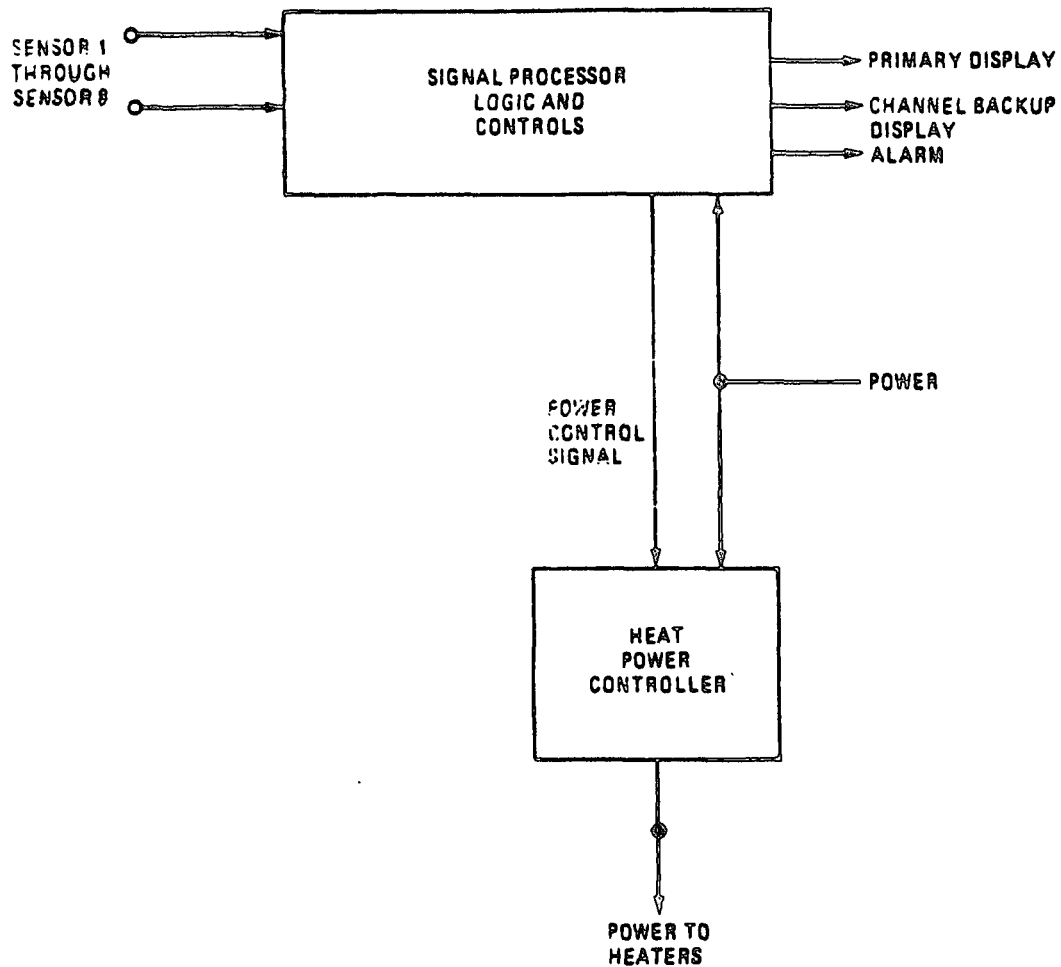 SENSOR 1
THROUGH
SENSOR 8
SIGNAL PROCESSOR
LOGIC AND
CONTROLS
PRIMARY DISPLAY
CHANNEL BACKUP
DISPLAY
ALARM
POWER
POWER
CONTROL
SIGNAL
HEAT
POWER
CONTROLLER
POWER TO
HEATERS